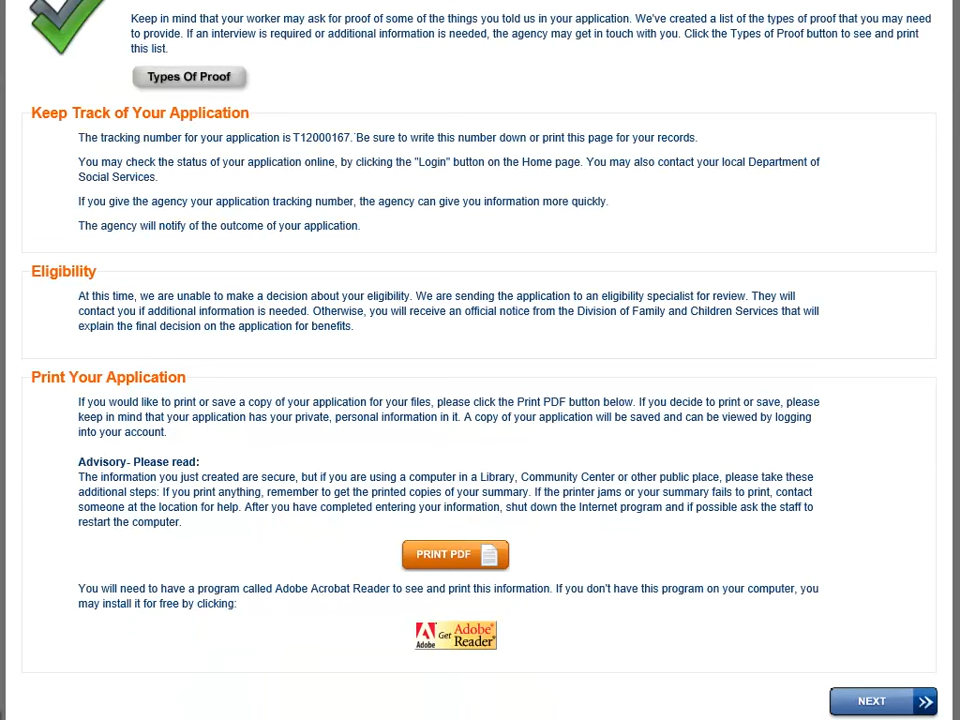 Keep in mind that your worker may ask for proof of some of the things you told us in your application. We've created a list of the types of proof that you may need
to provide. If an interview is required or additional information is needed, the agency may get in touch with you. Click the Types of Proof button to see and print
this list.
Types Of Proof
Keep Track of Your Application
The tracking number for your application is T12000167. Be sure to write this number down or print this page for your records.
You may check the status of your application online, by clicking the "Login" button on the Home page. You may also contact your local Department of
Social Services.
If you give the agency your application tracking number, the agency can give you information more quickly.
The agency will notify of the outcome of your application.
Eligibility
At this time, we are unable to make a decision about your eligibility. We are sending the application to an eligibility specialist for review. They will
contact you if additional information is needed. Otherwise, you will receive an official notice from the Division of Family and Children Services that will
explain the final decision on the application for benefits.
Print Your Application
If you would like to print or save a copy of your application for your files, please click the Print PDF button below. If you decide to print or save, please
keep in mind that your application has your private, personal information in it. A copy of your application will be saved and can be viewed by logging
into your account.
Advisory- Please read:
The information you just created are secure, but if you are using a computer in a Library, Community Center or other public place, please take these
additional steps: If you print anything, remember to get the printed copies of your summary. If the printer jams or your summary fails to print, contact
someone at the location for help. After you have completed entering your information, shut down the Internet program and if possible ask the staff to
restart the computer.
PRINT PDF
You will need to have a program called Adobe Acrobat Reader to see and print this information. If you don't have this program on your computer, you
may install it for free by clicking:
Adobe Get Adobe® Reader®
NEXT